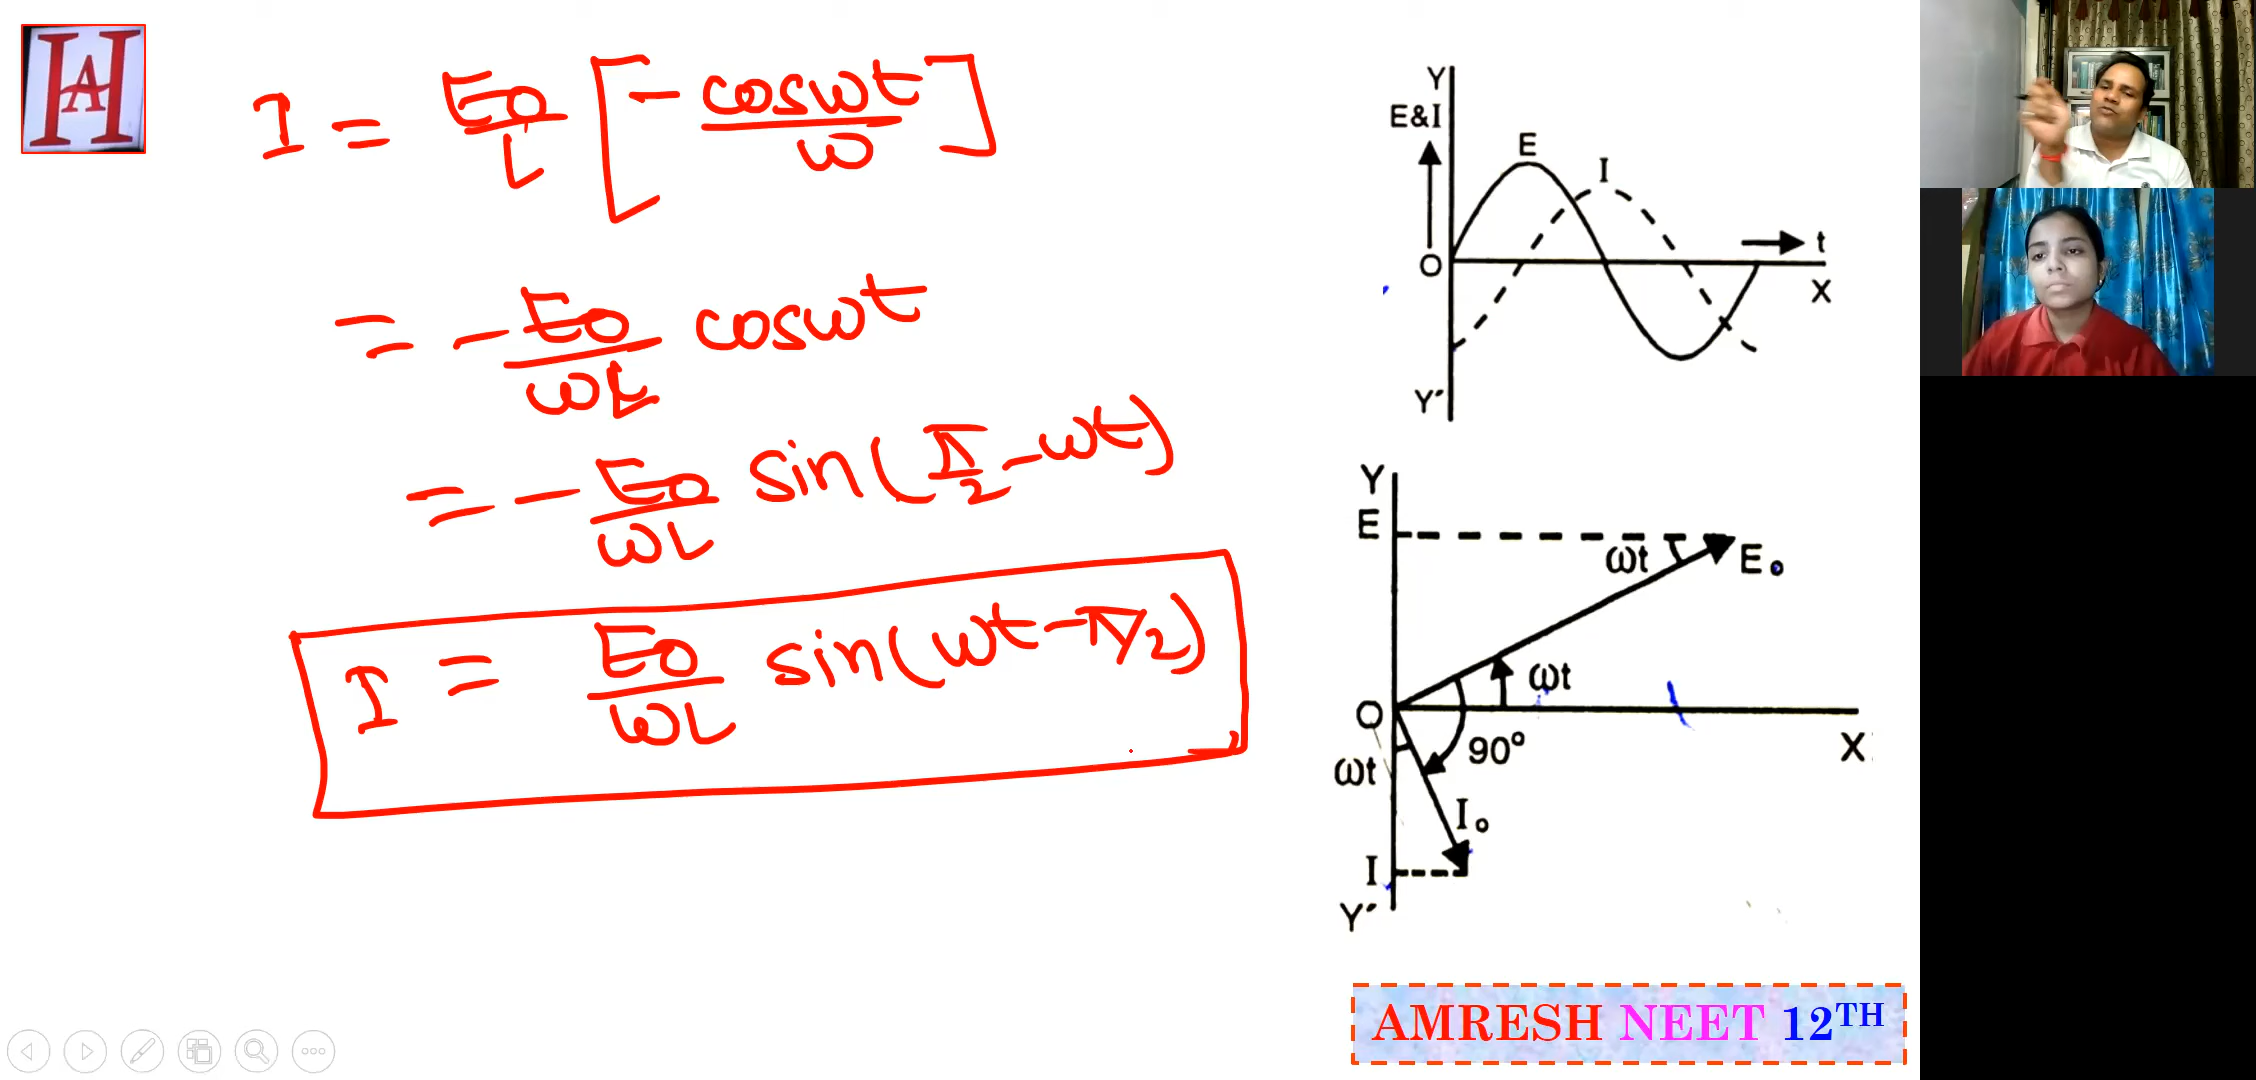 HA
I = E₀/L [ - cosωt/ω ]
= - E₀/ωL cosωt
= - E₀/ωL sin(π/2 - ωt)
I = E₀/ωL sin(ωt - π/2)
Y
E&I
E
I
O
t
X
Y′
Y
E
ωt
E₀
ωt
O
90°
X
ωt
I₀
I
Y′
AMRESH NEET 12TH